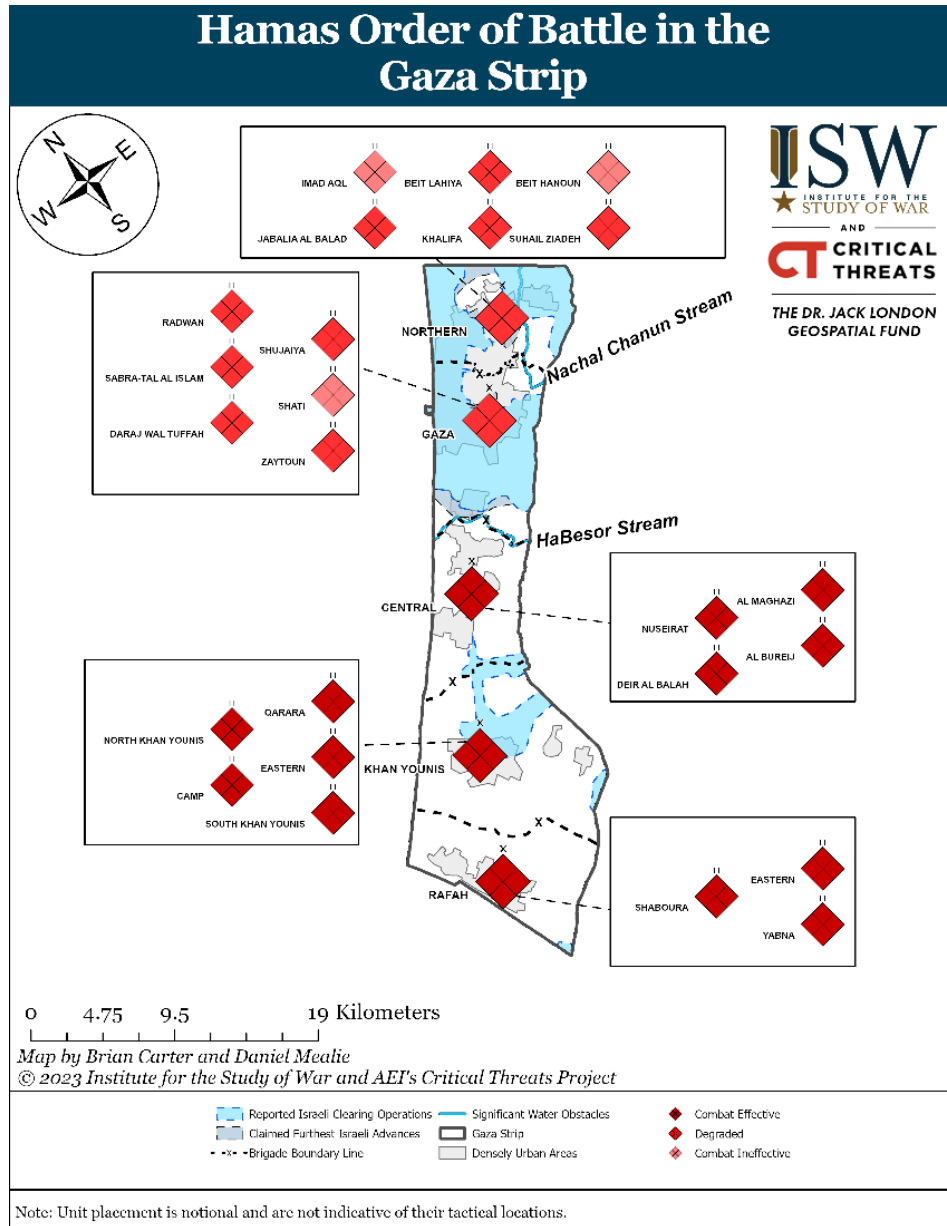 Hamas Order of Battle in the
Gaza Strip
N
E
W
S
ISW
INSTITUTE FOR THE
STUDY OF WAR
AND
CT CRITICAL
THREATS
THE DR. JACK LONDON
GEOSPATIAL FUND
IMAD AQL
BEIT LAHIYA
BEIT HANOUN
JABALIA AL BALAD
KHALIFA
SUHAIL ZIADEH
RADWAN
SHUJAIYA
SABRA-TAL AL ISLAM
SHATI
DARAJ WAL TUFFAH
ZAYTOUN
NORTHERN
Nachal Chanun Stream
GAZA
HaBesor Stream
CENTRAL
AL MAGHAZI
NUSEIRAT
AL BUREIJ
DEIR AL BALAH
QARARA
NORTH KHAN YOUNIS
EASTERN
CAMP
SOUTH KHAN YOUNIS
KHAN YOUNIS
RAFAH
EASTERN
SHABOURA
YABNA
0 4.75 9.5 19 Kilometers
Map by Brian Carter and Daniel Mealie
© 2023 Institute for the Study of War and AEI's Critical Threats Project
Reported Israeli Clearing Operations
Claimed Furthest Israeli Advances
Brigade Boundary Line
Significant Water Obstacles
Gaza Strip
Densely Urban Areas
Combat Effective
Degraded
Combat Ineffective
Note: Unit placement is notional and are not indicative of their tactical locations.